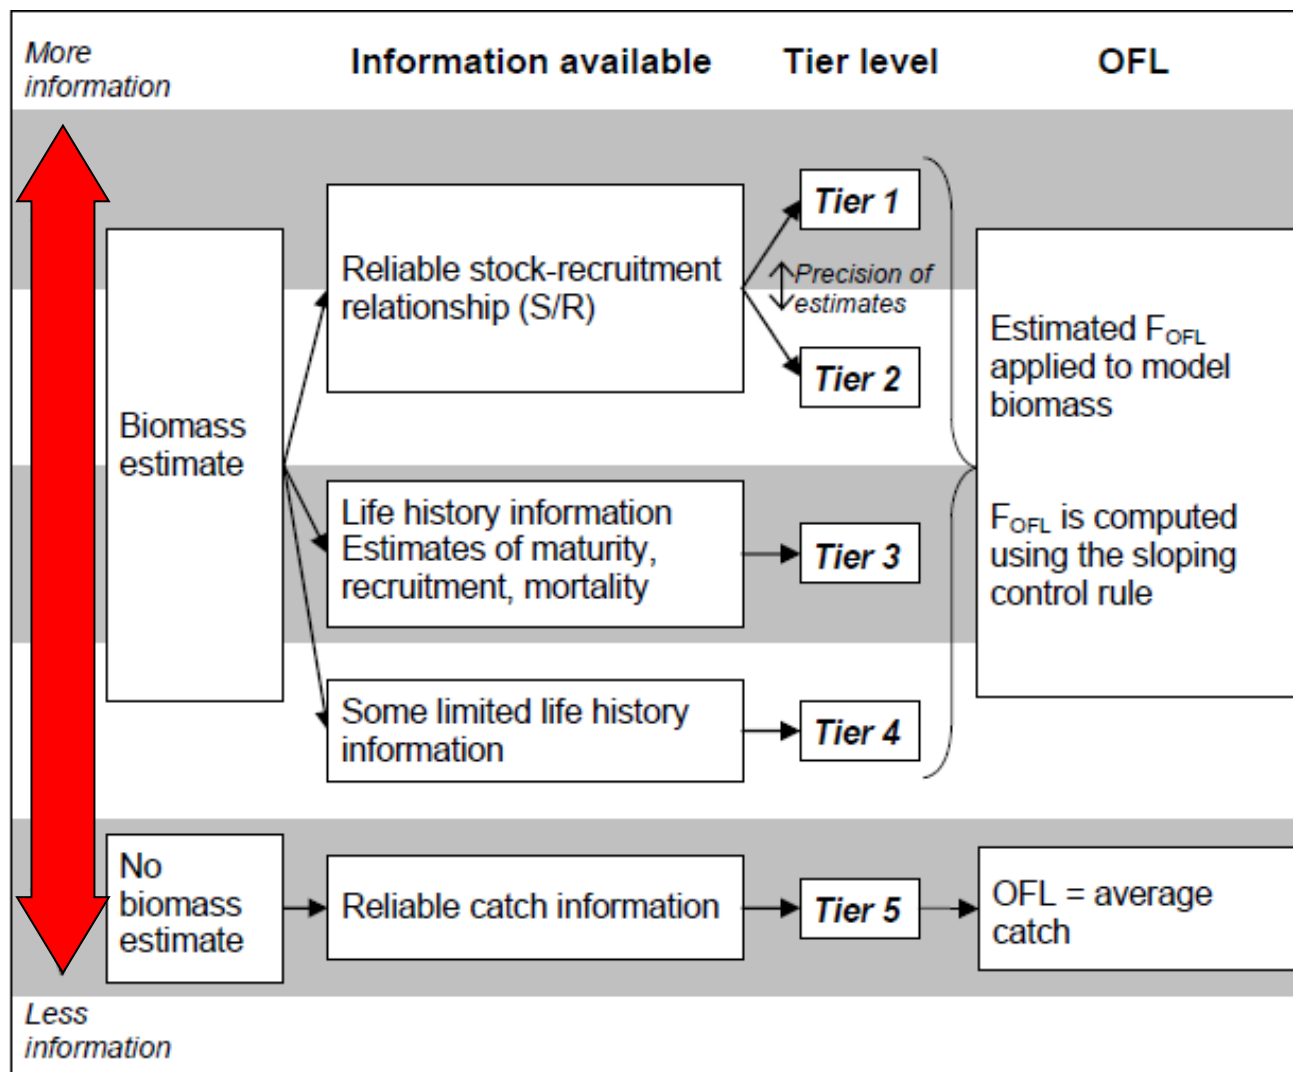 More
information
Information available
Tier level
OFL
Biomass
estimate
Reliable stock-recruitment
relationship (S/R)
Tier 1
Precision of
estimates
Tier 2
Estimated FOFL
applied to model
biomass
FOFL is computed
using the sloping
control rule
Life history information
Estimates of maturity,
recruitment, mortality
Tier 3
Some limited life history
information
Tier 4
No
biomass
estimate
Reliable catch information
Tier 5
OFL = average
catch
Less
information